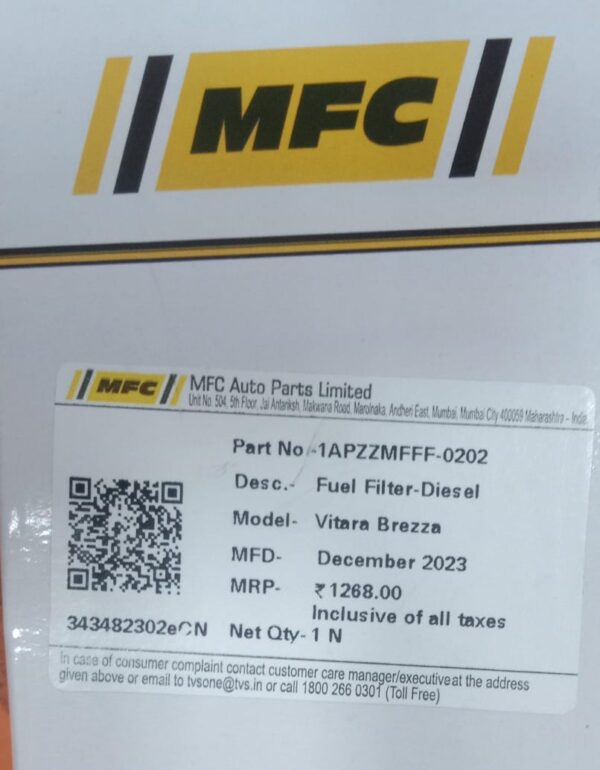 MFC
MFC MFC Auto Parts Limited
Unit No. 504, 5th Floor, Jai Antariksh, Makwana Road, Marolnaka, Andheri East, Mumbai, Mumbai City 400059 Maharashtra - India
Part No -1APZZMFFF-0202
Desc.- Fuel Filter-Diesel
Model- Vitara Brezza
MFD- December 2023
MRP- ₹1268.00
Inclusive of all taxes
343482302eCN Net Qty- 1 N
In case of consumer complaint contact customer care manager/executive at the address
given above or email to tvsone@tvs.in or call 1800 266 0301 (Toll Free)